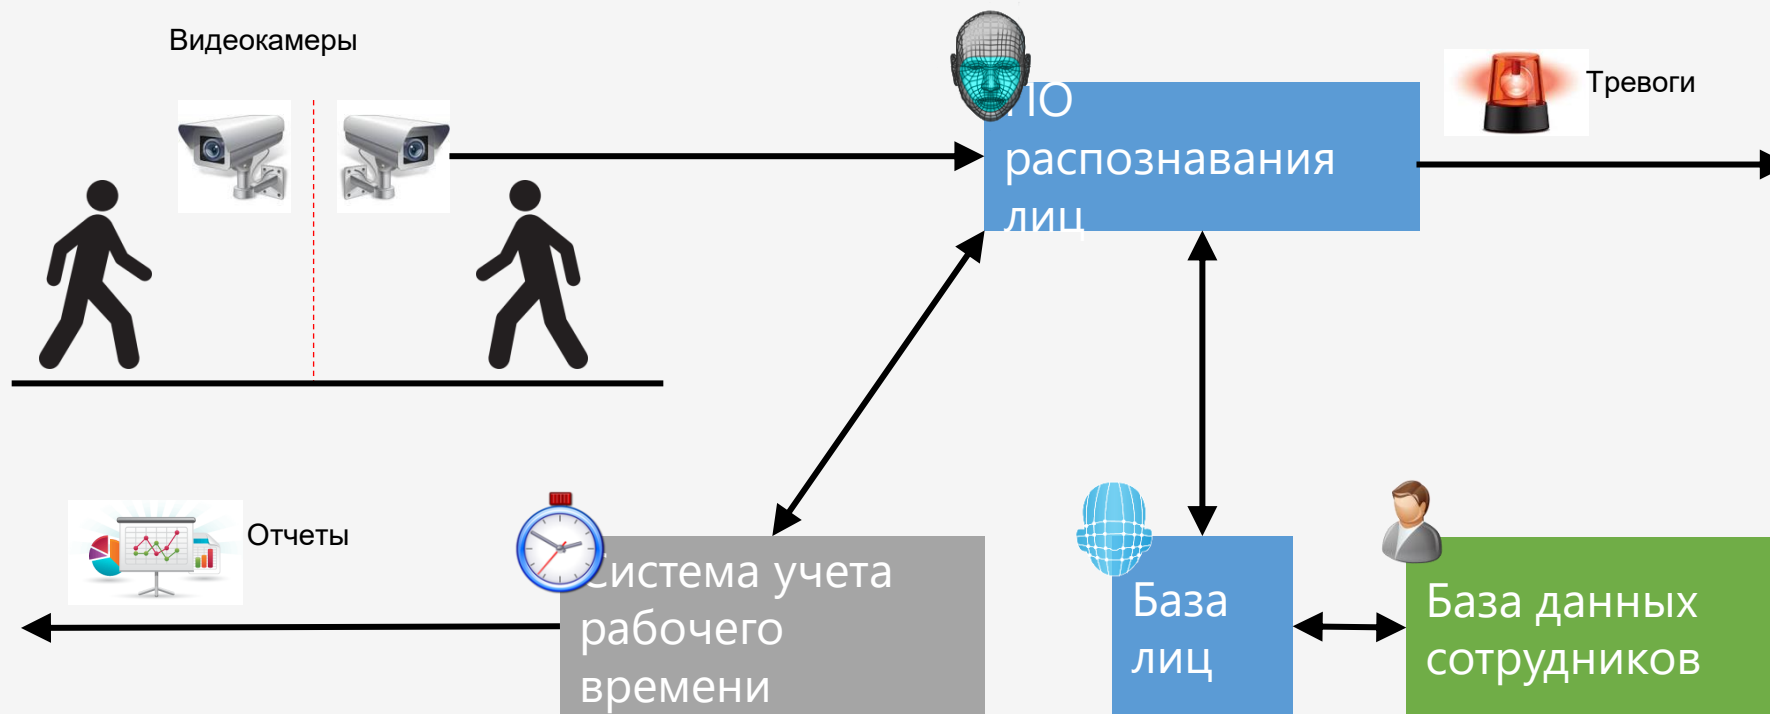 Видеокамеры
ПО
распознавания
лиц
Тревоги
Отчеты
Система учета
рабочего
времени
База
лиц
База данных
сотрудников